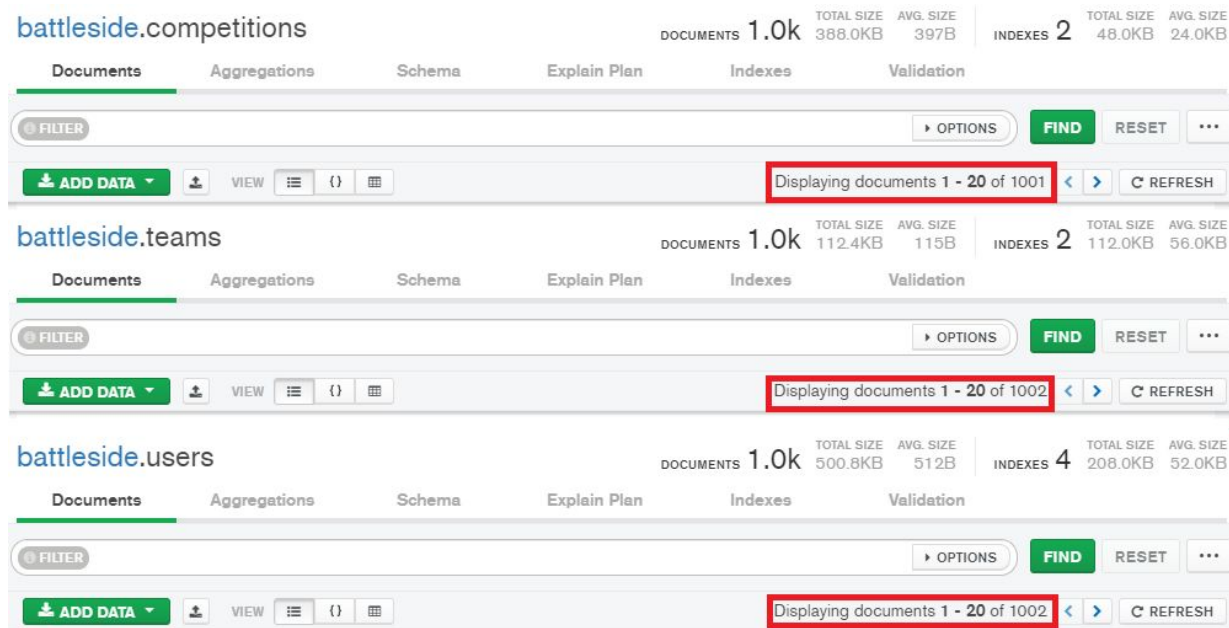 battleside.competitions DOCUMENTS 1.0k TOTAL SIZE 388.0KB AVG. SIZE 397B INDEXES 2 TOTAL SIZE 48.0KB AVG. SIZE 24.0KB
Documents Aggregations Schema Explain Plan Indexes Validation
FILTER OPTIONS FIND RESET ...
ADD DATA VIEW {} Displaying documents 1 - 20 of 1001 < > REFRESH
battleside.teams DOCUMENTS 1.0k TOTAL SIZE 112.4KB AVG. SIZE 115B INDEXES 2 TOTAL SIZE 112.0KB AVG. SIZE 56.0KB
Documents Aggregations Schema Explain Plan Indexes Validation
FILTER OPTIONS FIND RESET ...
ADD DATA VIEW {} Displaying documents 1 - 20 of 1002 < > REFRESH
battleside.users DOCUMENTS 1.0k TOTAL SIZE 500.8KB AVG. SIZE 512B INDEXES 4 TOTAL SIZE 208.0KB AVG. SIZE 52.0KB
Documents Aggregations Schema Explain Plan Indexes Validation
FILTER OPTIONS FIND RESET ...
ADD DATA VIEW {} Displaying documents 1 - 20 of 1002 < > REFRESH